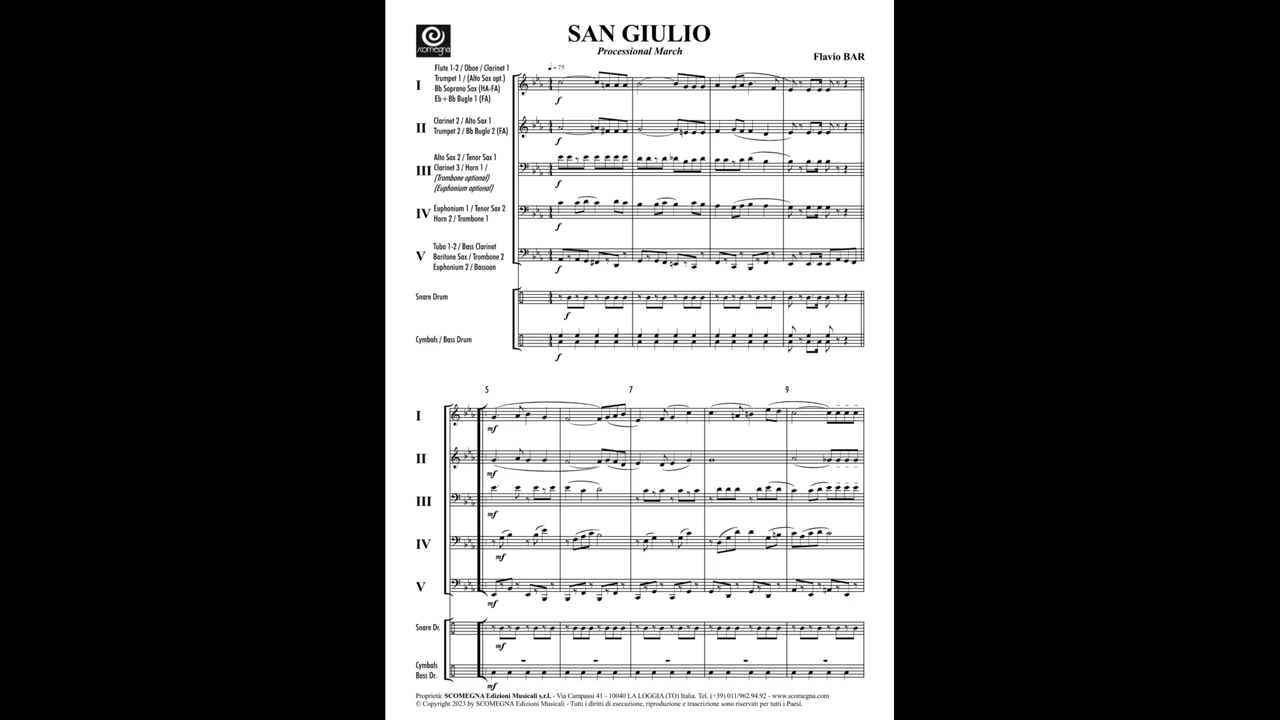 SAN GIULIO
Processional March
Flavio BAR
scomegna
♩ = 75
I
Flute 1-2 / Oboe / Clarinet 1
Trumpet 1 / (Alto Sax opt.)
Bb Soprano Sax (HA-FA)
Eb+Bb Bugle 1 (FA)
f
II
Clarinet 2 / Alto Sax 1
Trumpet 2 / Bb Bugle 2 (FA)
f
III
Alto Sax 2 / Tenor Sax 1
Clarinet 3 / Horn 1 /
(Trombone optional)
(Euphonium optional)
f
IV
Euphonium 1 / Tenor Sax 2
Horn 2 / Trombone 1
f
V
Tuba 1-2 / Bass Clarinet
Baritone Sax / Trombone 2
Euphonium 2 / Bassoon
f
Snare Drum
f
Cymbals / Bass Drum
f
5 7 9
I
mf
II
mf
III
mf
IV
mf
V
mf
Snare Dr.
mf
Cymbals
Bass Dr.
mf
Proprietà: SCOMEGNA Edizioni Musicali s.r.l. - Via Campassi 41 - 10040 LA LOGGIA (TO) Italia. Tel. (+39) 011/962.94.92 - www.scomegna.com
© Copyright 2023 by SCOMEGNA Edizioni Musicali - Tutti i diritti di esecuzione, riproduzione e trascrizione sono riservati per tutti i Paesi.